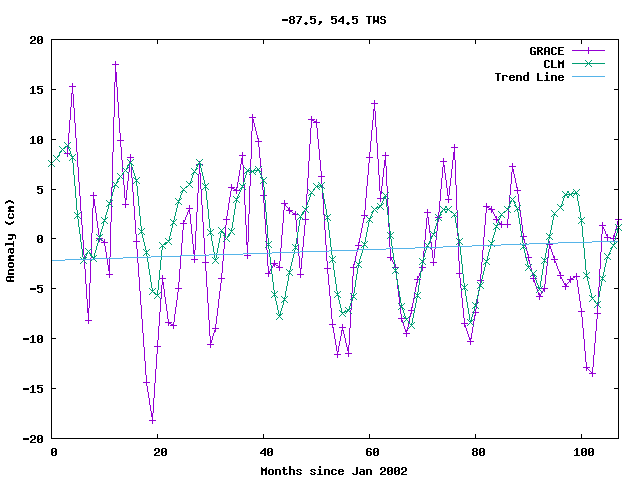 -87.5, 54.5 TWS
20
15
10
5
0
-5
-10
-15
-20
Anomaly (cm)
GRACE
CLM
Trend Line
0 20 40 60 80 100
Months since Jan 2002